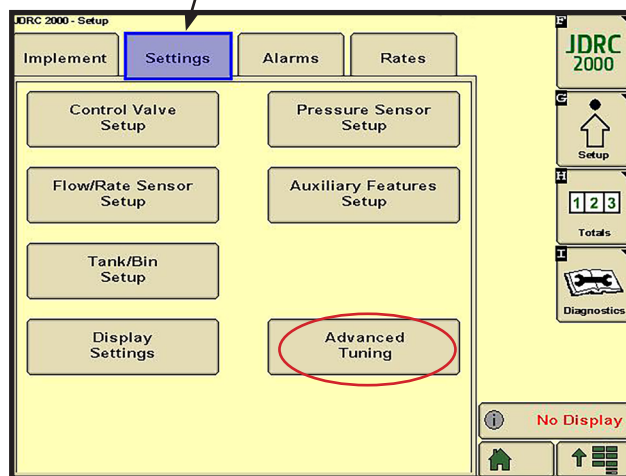 JDRC 2000 - Setup
Implement
Settings
Alarms
Rates
Control Valve
Setup
Pressure Sensor
Setup
Flow/Rate Sensor
Setup
Auxiliary Features
Setup
Tank/Bin
Setup
Display
Settings
Advanced
Tuning
F
JDRC
2000
G
Setup
H
1 2 3
Totals
I
Diagnostics
No Display